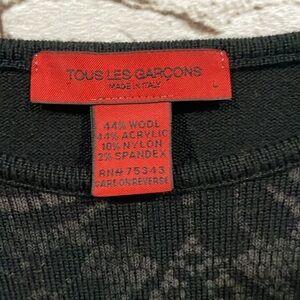 TOUS LES GARÇONS
MADE IN ITALY
L
44% WOOL
44% ACRYLIC
10% NYLON
2% SPANDEX
RN# 75343
CARE ON REVERSE